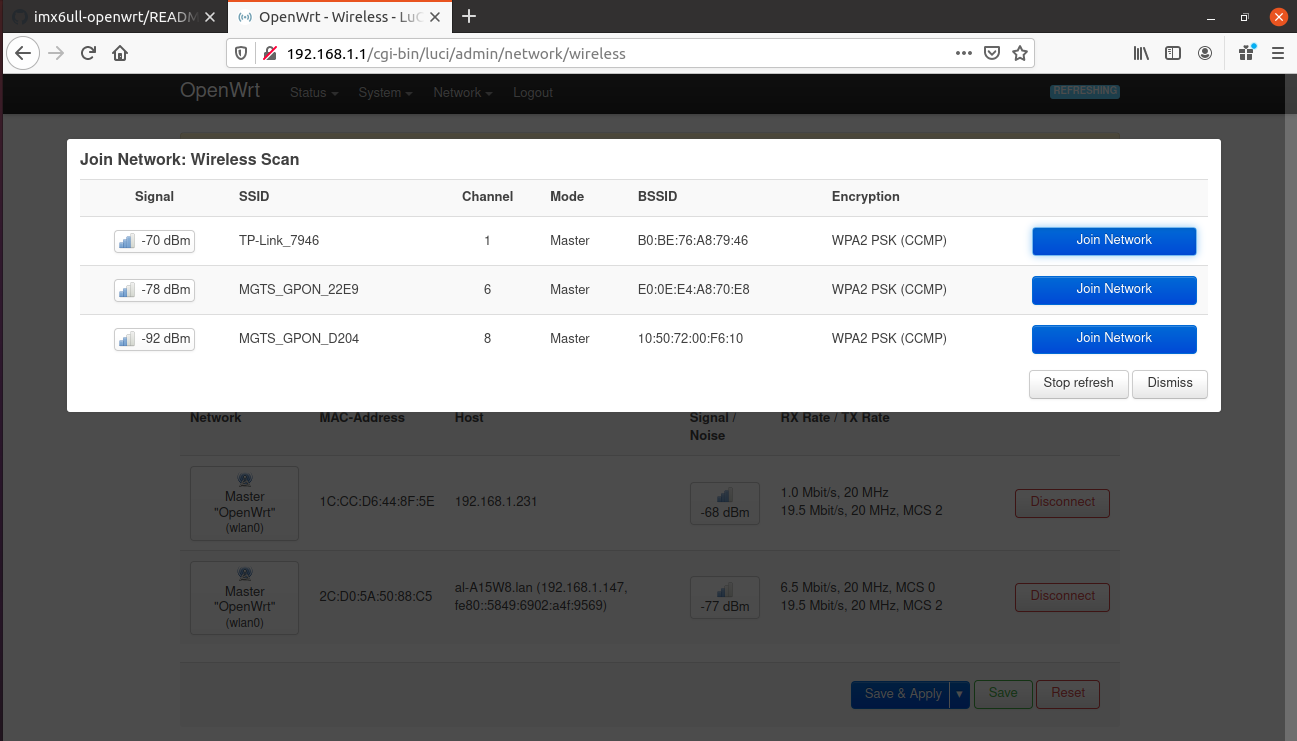 imx6ull-openwrt/READM
OpenWrt - Wireless - LuC
192.168.1.1/cgi-bin/luci/admin/network/wireless
OpenWrt Status System Network Logout REFRESHING
Join Network: Wireless Scan
Signal SSID Channel Mode BSSID Encryption
-70 dBm TP-Link_7946 1 Master B0:BE:76:A8:79:46 WPA2 PSK (CCMP) Join Network
-78 dBm MGTS_GPON_22E9 6 Master E0:0E:E4:A8:70:E8 WPA2 PSK (CCMP) Join Network
-92 dBm MGTS_GPON_D204 8 Master 10:50:72:00:F6:10 WPA2 PSK (CCMP) Join Network
Stop refresh Dismiss
Network MAC-Address Host Signal / Noise RX Rate / TX Rate
Master
"OpenWrt"
(wlan0)
1C:CC:D6:44:8F:5E 192.168.1.231
-68 dBm
1.0 Mbit/s, 20 MHz
19.5 Mbit/s, 20 MHz, MCS 2
Disconnect
Master
"OpenWrt"
(wlan0)
2C:D0:5A:50:88:C5
al-A15W8.lan (192.168.1.147,
fe80::5849:6902:a4f:9569)
-77 dBm
6.5 Mbit/s, 20 MHz, MCS 0
19.5 Mbit/s, 20 MHz, MCS 2
Disconnect
Save & Apply Save Reset